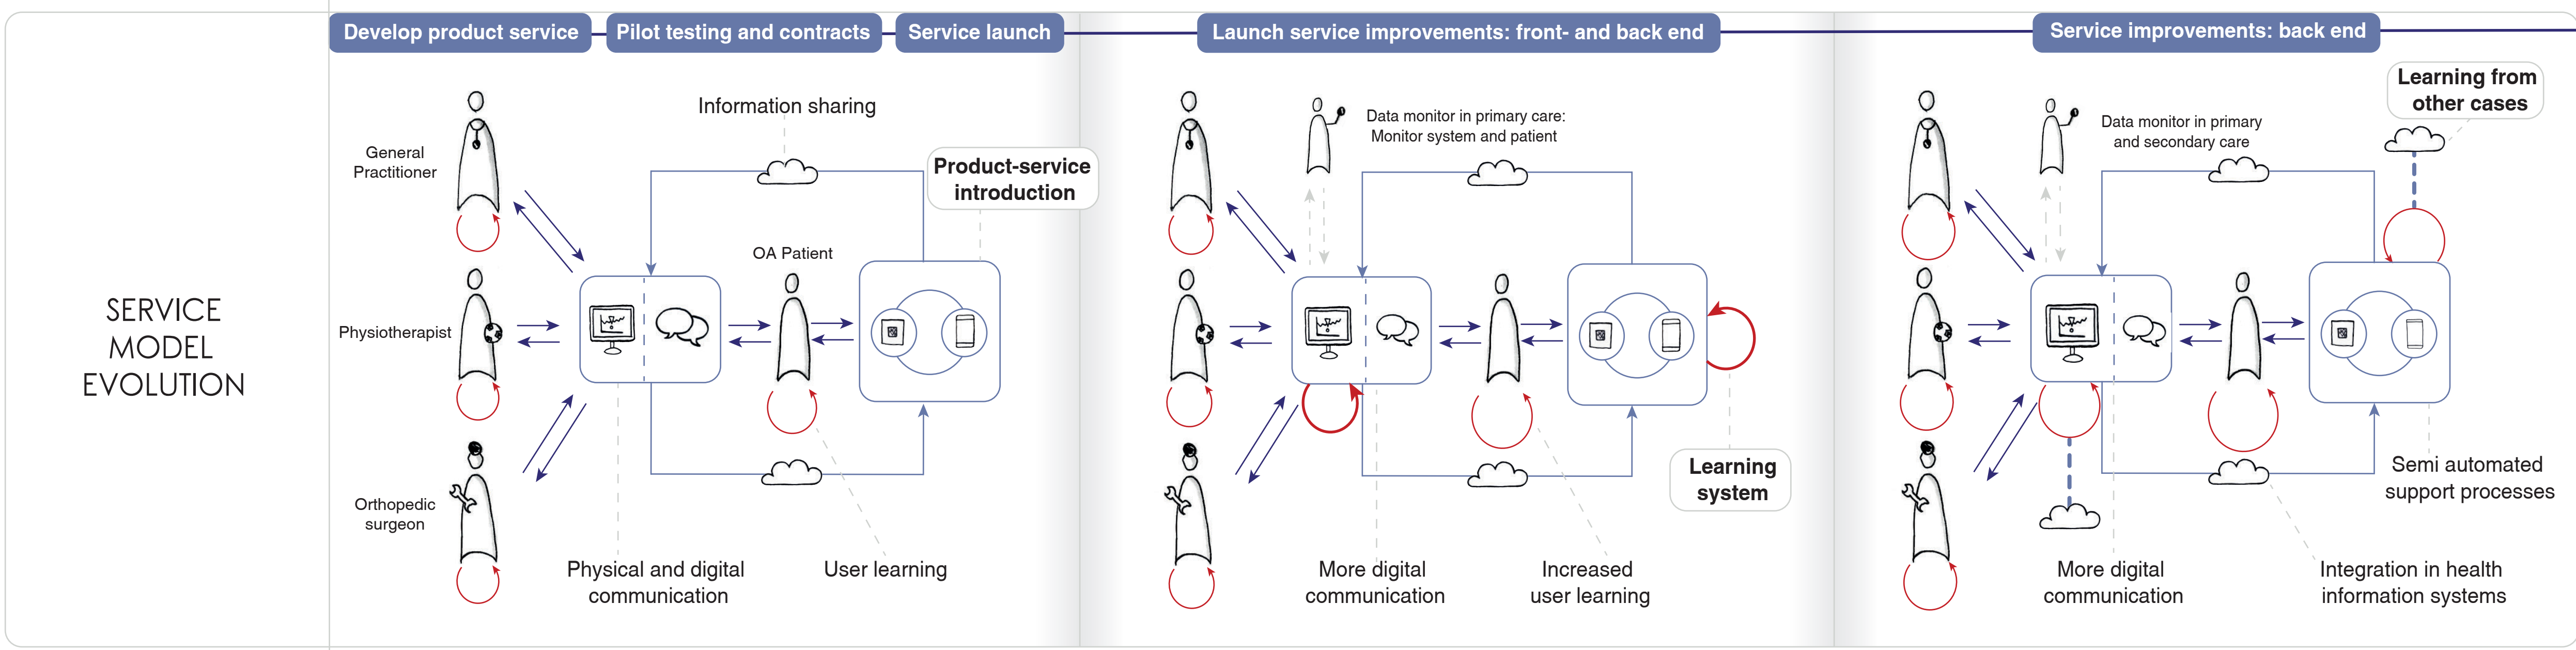 SERVICE
MODEL
EVOLUTION
Develop product service
Pilot testing and contracts
Service launch
Information sharing
General
Practitioner
Product-service
introduction
OA Patient
Physiotherapist
Orthopedic
surgeon
Physical and digital
communication
User learning
Launch service improvements: front- and back end
Data monitor in primary care:
Monitor system and patient
Learning
system
More digital
communication
Increased
user learning
Service improvements: back end
Learning from
other cases
Data monitor in primary
and secondary care
Semi automated
support processes
More digital
communication
Integration in health
information systems